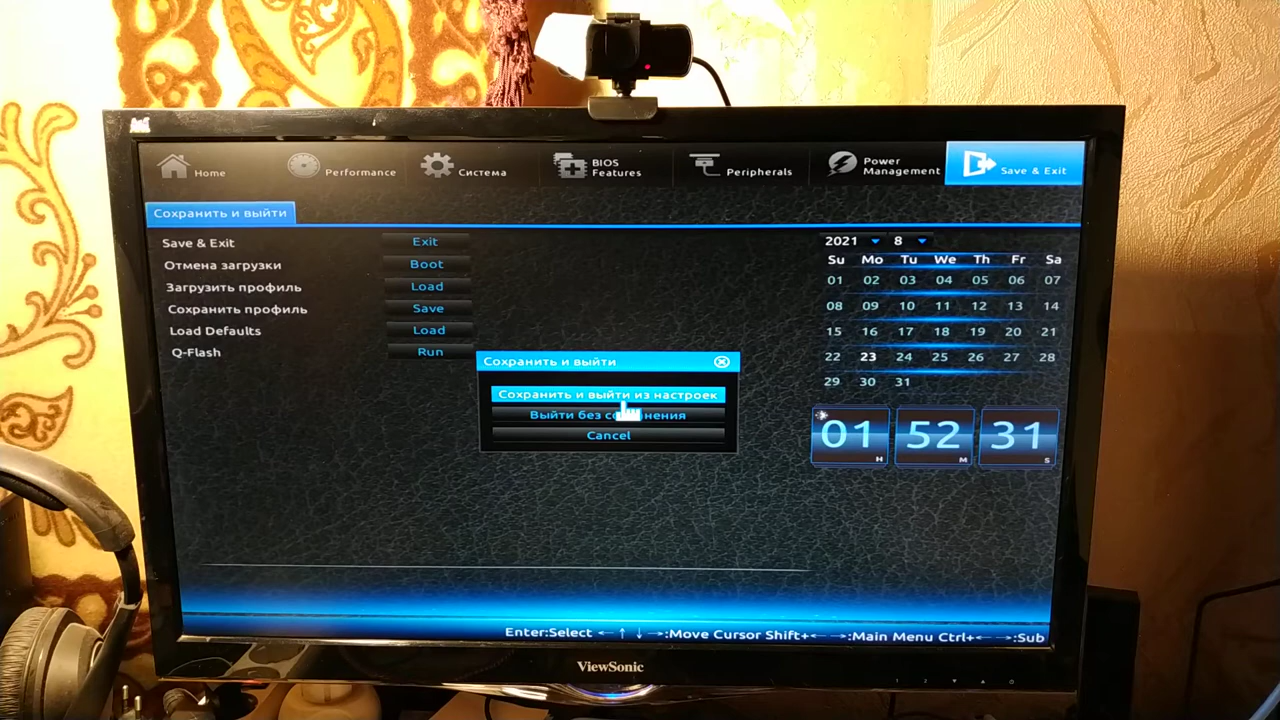 Home
Performance
Система
BIOS
Features
Peripherals
Power
Management
Save & Exit
Сохранить и выйти
Save & Exit Exit
Отмена загрузки Boot
Загрузить профиль Load
Сохранить профиль Save
Load Defaults Load
Q-Flash Run
2021 8
Su Mo Tu We Th Fr Sa
01 02 03 04 05 06 07
08 09 10 11 12 13 14
15 16 17 18 19 20 21
22 23 24 25 26 27 28
29 30 31
01 H 52 M 31 S
Сохранить и выйти
Сохранить и выйти из настроек
Выйти без
Cancel
Enter:Select ←↑↓→:Move Cursor Shift+← →:Main Menu Ctrl+← →:Sub
ViewSonic
1 2